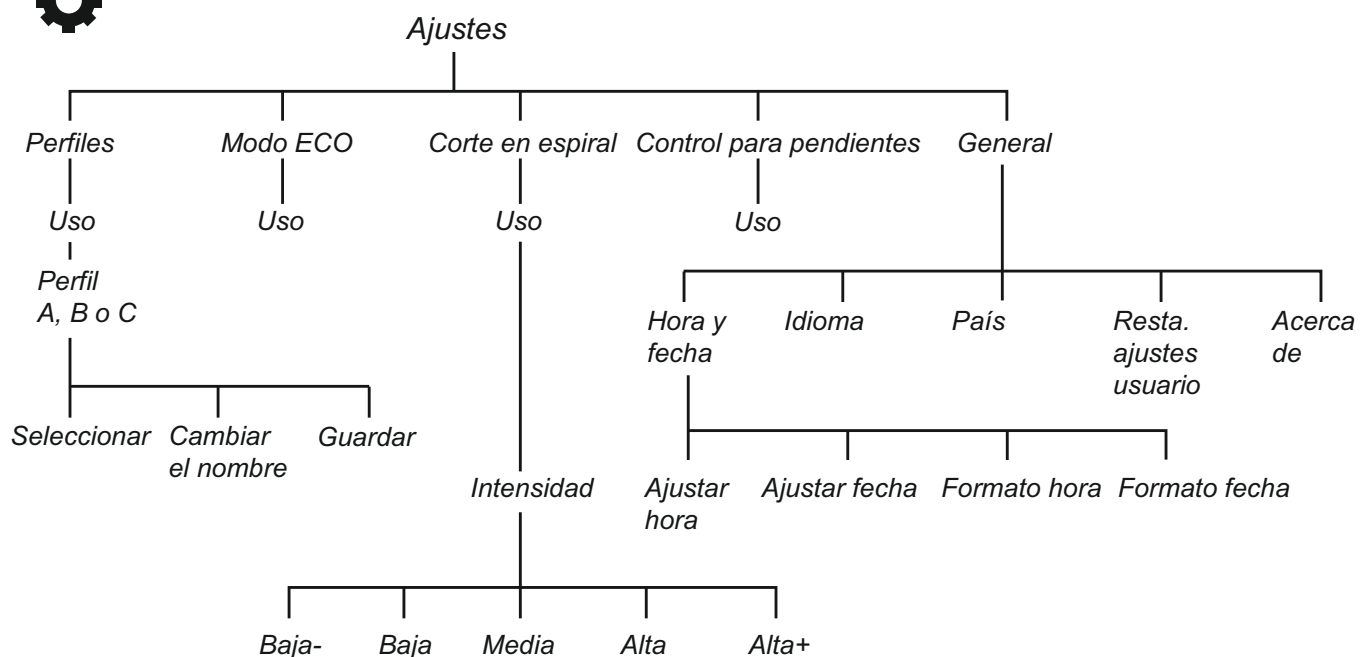 Ajustes
Perfiles Modo ECO Corte en espiral Control para pendientes General
Uso Uso Uso Uso
Perfil
A, B o C
Hora y Idioma País Resta. Acerca
fecha ajustes de
usuario
Seleccionar Cambiar Guardar
el nombre
Intensidad Ajustar Ajustar fecha Formato hora Formato fecha
hora
Baja- Baja Media Alta Alta+